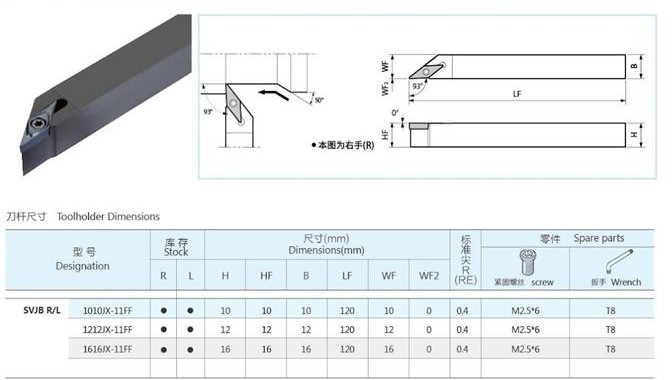 93°
50°
● 本图为右手(R)
WF
WF2
93°
LF
B
0°
HF
H
刀杆尺寸 Toolholder Dimensions
型 号
Designation
库 存
Stock
R L
尺寸(mm)
Dimensions(mm)
H HF B LF WF WF2
标准尖R
(RE)
零件 Spare parts
紧固螺丝 screw
扳手 Wrench
SVJB R/L 1010JX-11FF ● ● 10 10 10 120 10 0 0.4 M2.5*6 T8
1212JX-11FF ● ● 12 12 12 120 12 0 0.4 M2.5*6 T8
1616JX-11FF ● ● 16 16 16 120 16 0 0.4 M2.5*6 T8